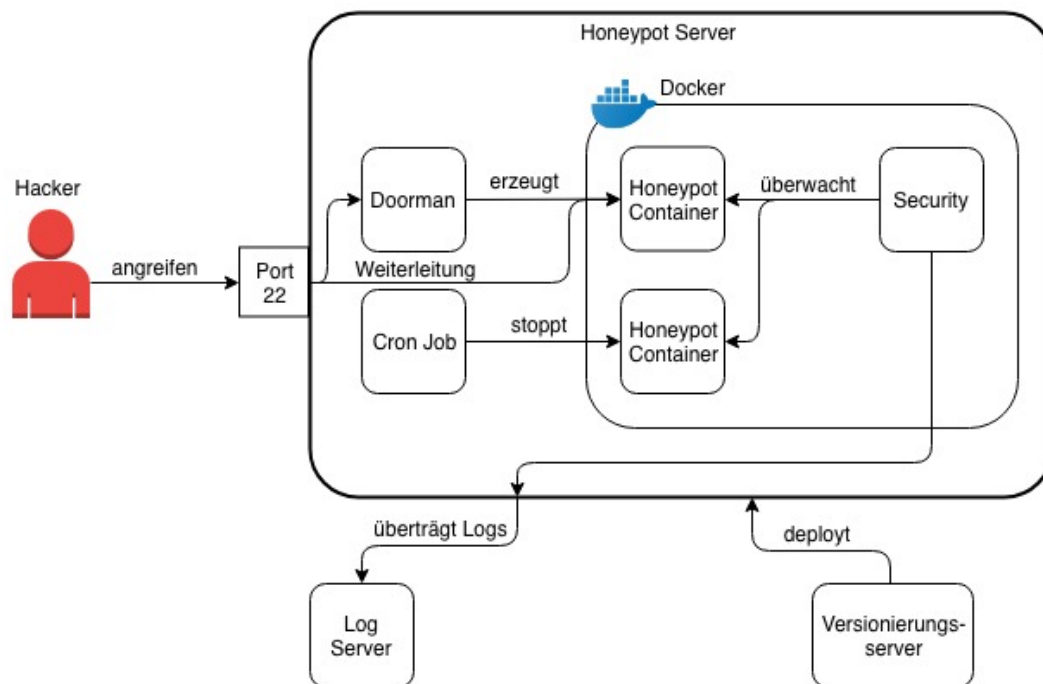 Honeypot Server
Docker
Hacker
angreifen
Port
22
Doorman
erzeugt
Honeypot
Container
überwacht
Security
Weiterleitung
Cron Job
stoppt
Honeypot
Container
überträgt Logs
deployt
Log
Server
Versionierungs-
server